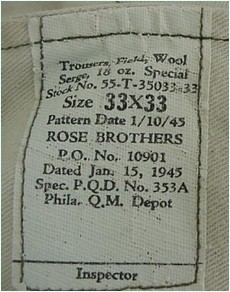 Trousers, Field, Wool
Serge, 18 oz. Special
Stock No. 55-T-35033-33
Size 33X33
Pattern Date 1/10/45
ROSE BROTHERS
P.O. No. 10901
Dated Jan. 15, 1945
Spec. P.Q.D. No. 353A
Phila. Q.M. Depot
Inspector